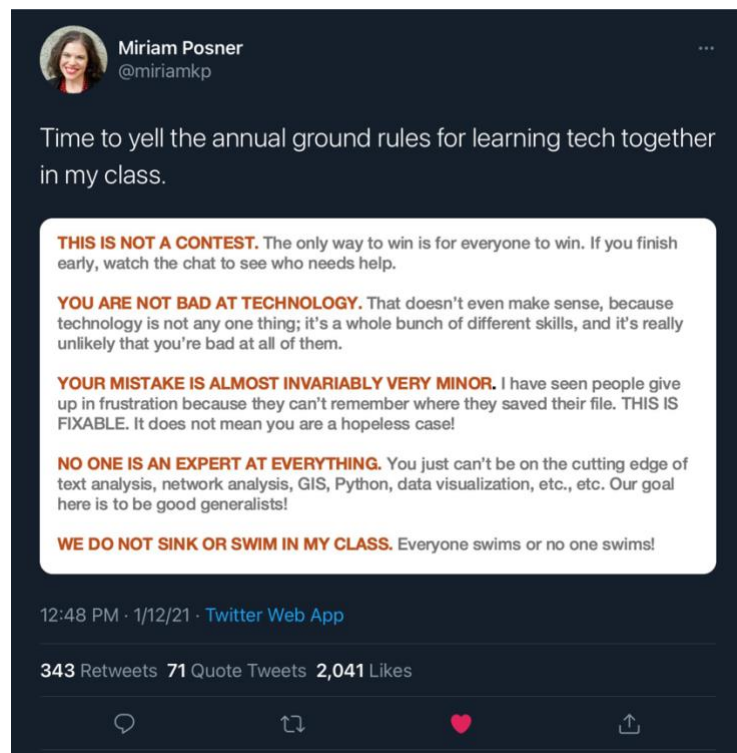 Miriam Posner
@miriamkp
Time to yell the annual ground rules for learning tech together
in my class.
THIS IS NOT A CONTEST. The only way to win is for everyone to win. If you finish
early, watch the chat to see who needs help.
YOU ARE NOT BAD AT TECHNOLOGY. That doesn't even make sense, because
technology is not any one thing; it's a whole bunch of different skills, and it's really
unlikely that you're bad at all of them.
YOUR MISTAKE IS ALMOST INVARIABLY VERY MINOR. I have seen people give
up in frustration because they can't remember where they saved their file. THIS IS
FIXABLE. It does not mean you are a hopeless case!
NO ONE IS AN EXPERT AT EVERYTHING. You just can't be on the cutting edge of
text analysis, network analysis, GIS, Python, data visualization, etc., etc. Our goal
here is to be good generalists!
WE DO NOT SINK OR SWIM IN MY CLASS. Everyone swims or no one swims!
12:48 PM · 1/12/21 · Twitter Web App
343 Retweets 71 Quote Tweets 2,041 Likes